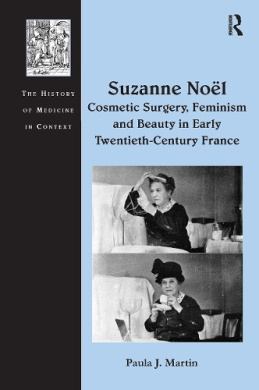 R
THE HISTORY
OF MEDICINE
IN CONTEXT
Suzanne Noël
Cosmetic Surgery, Feminism
and Beauty in Early
Twentieth-Century France
Paula J. Martin